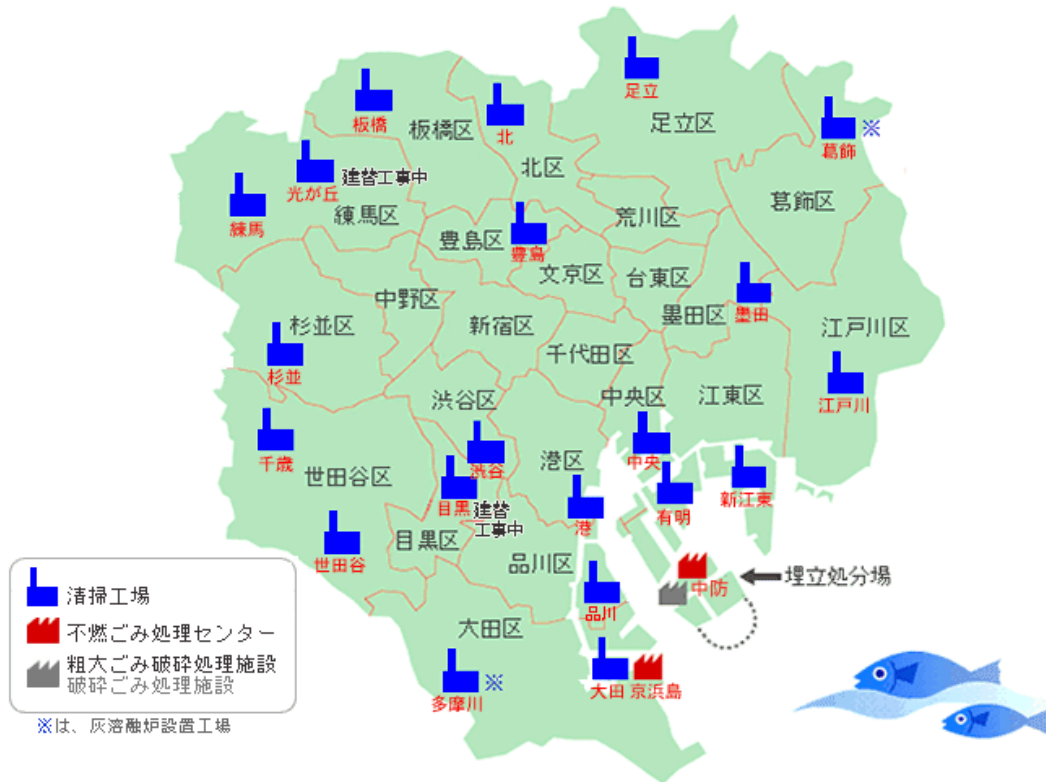 足立
板橋
板橋区
北
足立区
葛飾
※
北区
光が丘
建替工事中
葛飾区
練馬
練馬区
荒川区
豊島区
豊島
文京区
台東区
中野区
墨田区
墨田
杉並区
新宿区
江戸川区
千代田区
杉並
渋谷区
中央区
江東区
江戸川
千歳
世田谷区
渋谷
港区
中央
目黒
建替
工事中
港
有明
新江東
世田谷
目黒区
品川区
中防
埋立処分場
品川
六田区
多摩川
※
大田
京浜島
清掃工場
不燃ごみ処理センター
粗大ごみ破砕処理施設
破砕ごみ処理施設
※は、灰溶融炉設置工場